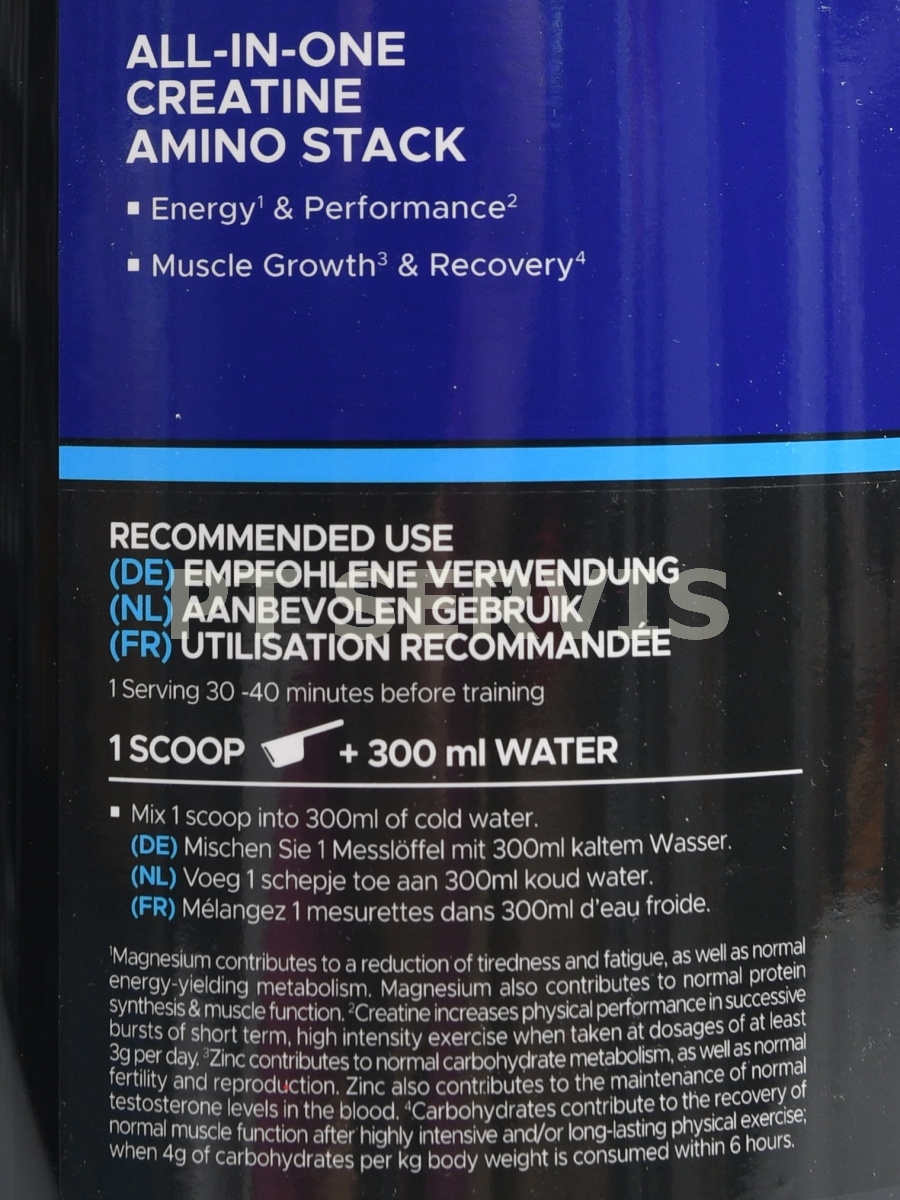 ALL-IN-ONE
CREATINE
AMINO STACK
▪ Energy¹ & Performance²
▪ Muscle Growth³ & Recovery⁴
RECOMMENDED USE
(DE) EMPFOHLENE VERWENDUNG
(NL) AANBEVOLEN GEBRUIK
(FR) UTILISATION RECOMMANDÉE
PT SERVIS
1 Serving 30 -40 minutes before training
1 SCOOP + 300 ml WATER
▪ Mix 1 scoop into 300ml of cold water.
(DE) Mischen Sie 1 Messlöffel mit 300ml kaltem Wasser.
(NL) Voeg 1 schepje toe aan 300ml koud water.
(FR) Mélangez 1 mesurettes dans 300ml d'eau froide.
¹Magnesium contributes to a reduction of tiredness and fatigue, as well as normal
energy-yielding metabolism. Magnesium also contributes to normal protein
synthesis & muscle function. ²Creatine increases physical performance in successive
bursts of short term, high intensity exercise when taken at dosages of at least
3g per day. ³Zinc contributes to normal carbohydrate metabolism, as well as normal
fertility and reproduction. Zinc also contributes to the maintenance of normal
testosterone levels in the blood. ⁴Carbohydrates contribute to the recovery of
normal muscle function after highly intensive and/or long-lasting physical exercise;
when 4g of carbohydrates per kg body weight is consumed within 6 hours.